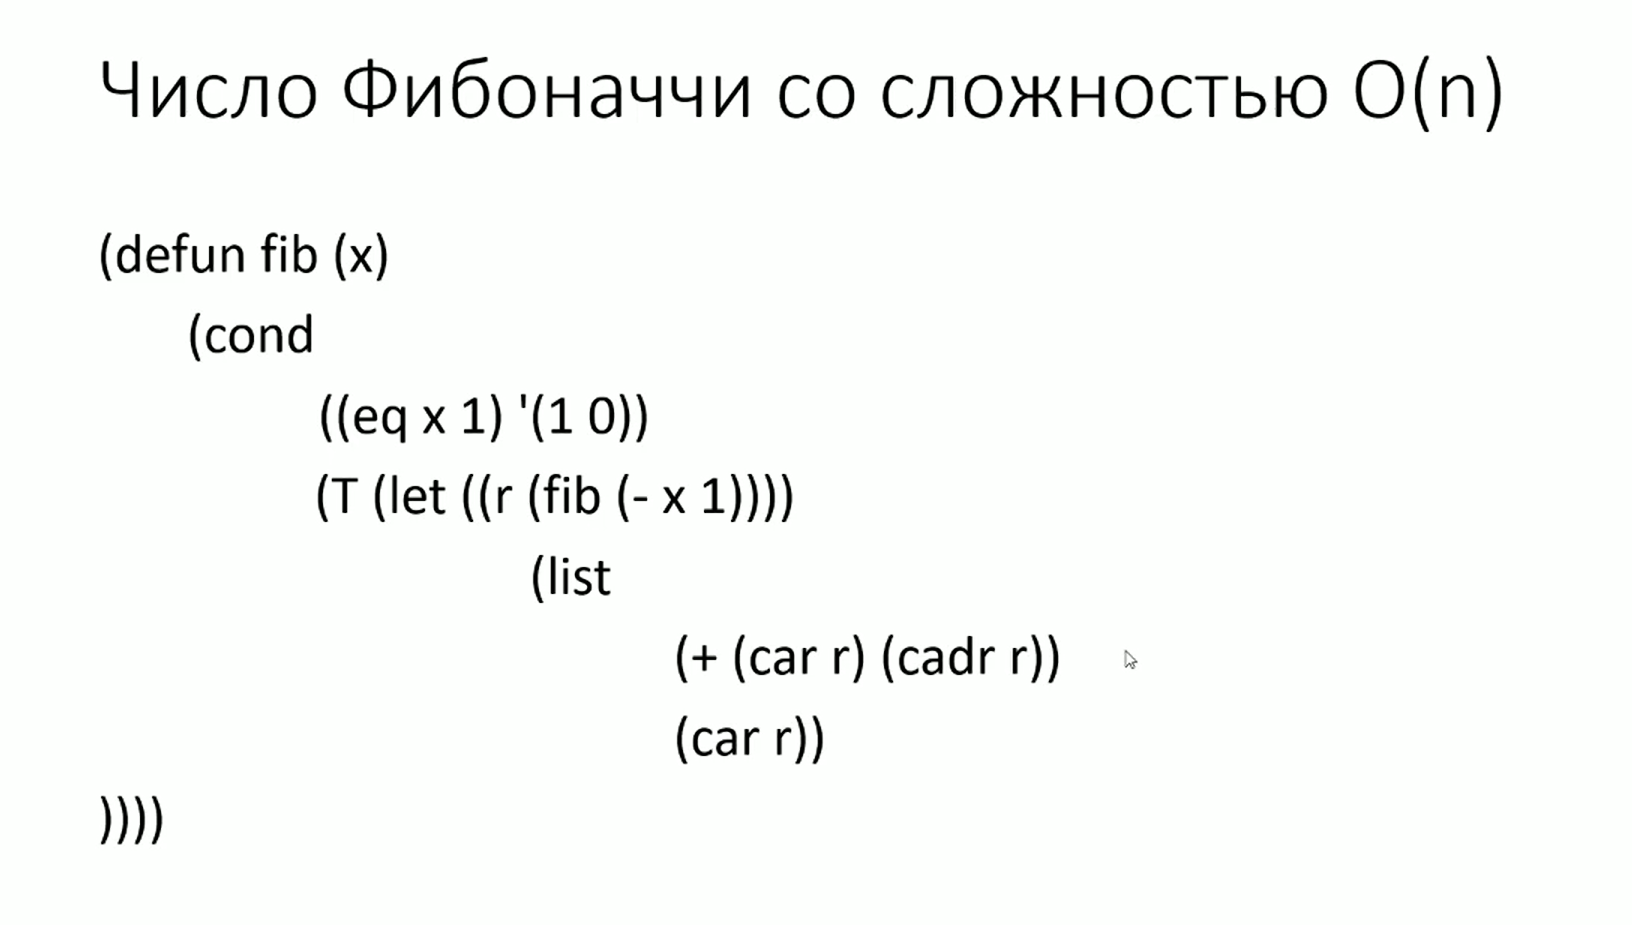 Число Фибоначчи со сложностью O(n)
(defun fib (x)
(cond
((eq x 1) '(1 0))
(T (let ((r (fib (- x 1))))
(list
(+ (car r) (cadr r))
(car r))
))))